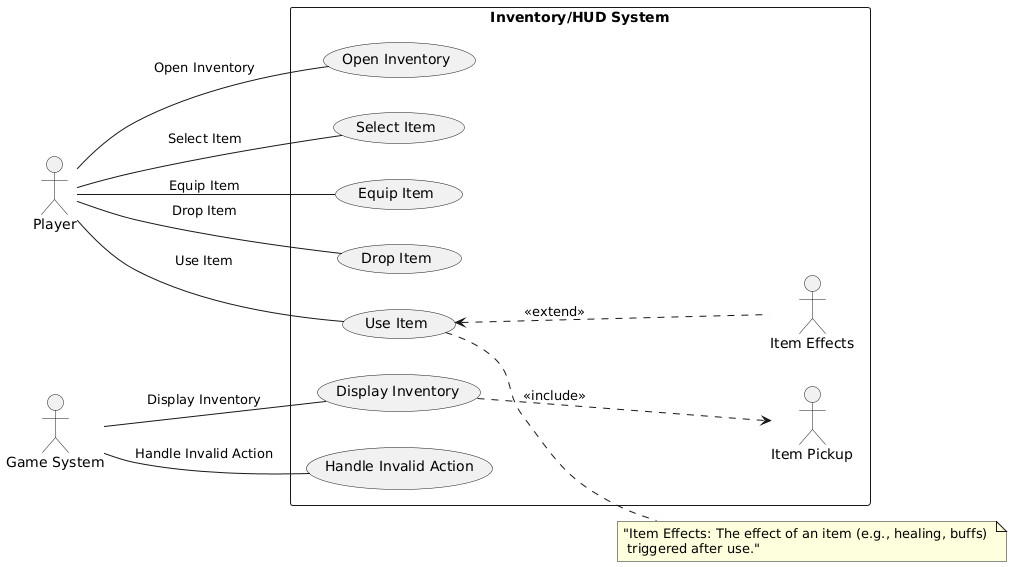 Inventory/HUD System
Open Inventory
Open Inventory
Select Item
Select Item
Equip Item
Equip Item
Drop Item
Player
Use Item
Drop Item
«extend»
Use Item
Item Effects
Display Inventory
Display Inventory
«include»
Handle Invalid Action
Item Pickup
Game System
Handle Invalid Action
"Item Effects: The effect of an item (e.g., healing, buffs)
triggered after use."